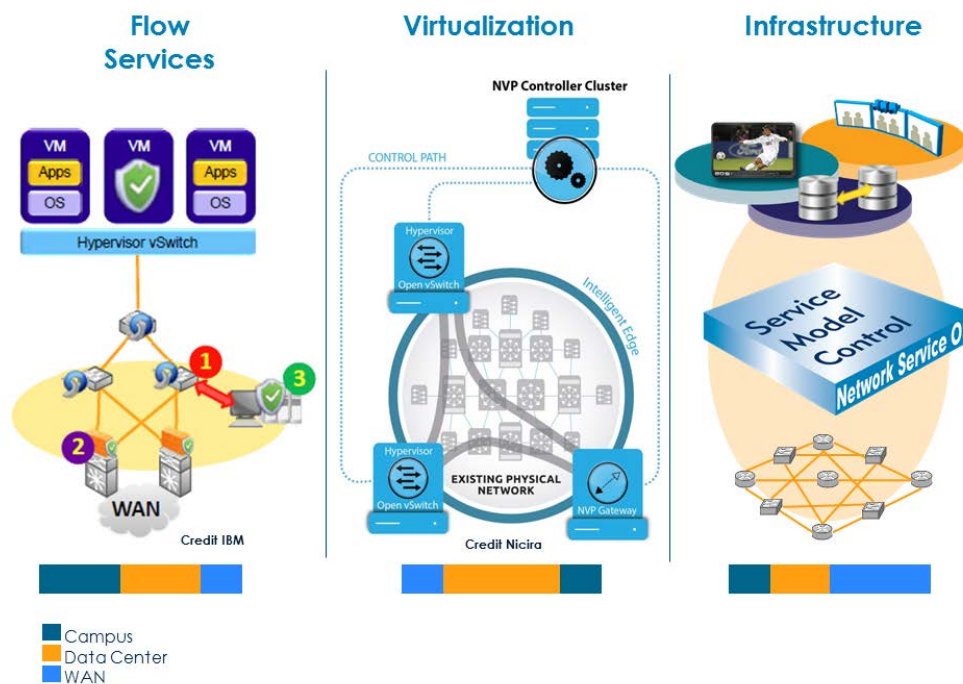 Flow
Services
Virtualization
Infrastructure
VM
Apps
OS
VM
VM
Apps
OS
Hypervisor vSwitch
1
3
2
WAN
Credit IBM
NVP Controller Cluster
CONTROL PATH
Hypervisor
Open vSwitch
Intelligent Edge
Hypervisor
Open vSwitch
EXISTING PHYSICAL
NETWORK
NVP Gateway
Credit Nicira
Service
Model
Control
Network Service O
Campus
Data Center
WAN